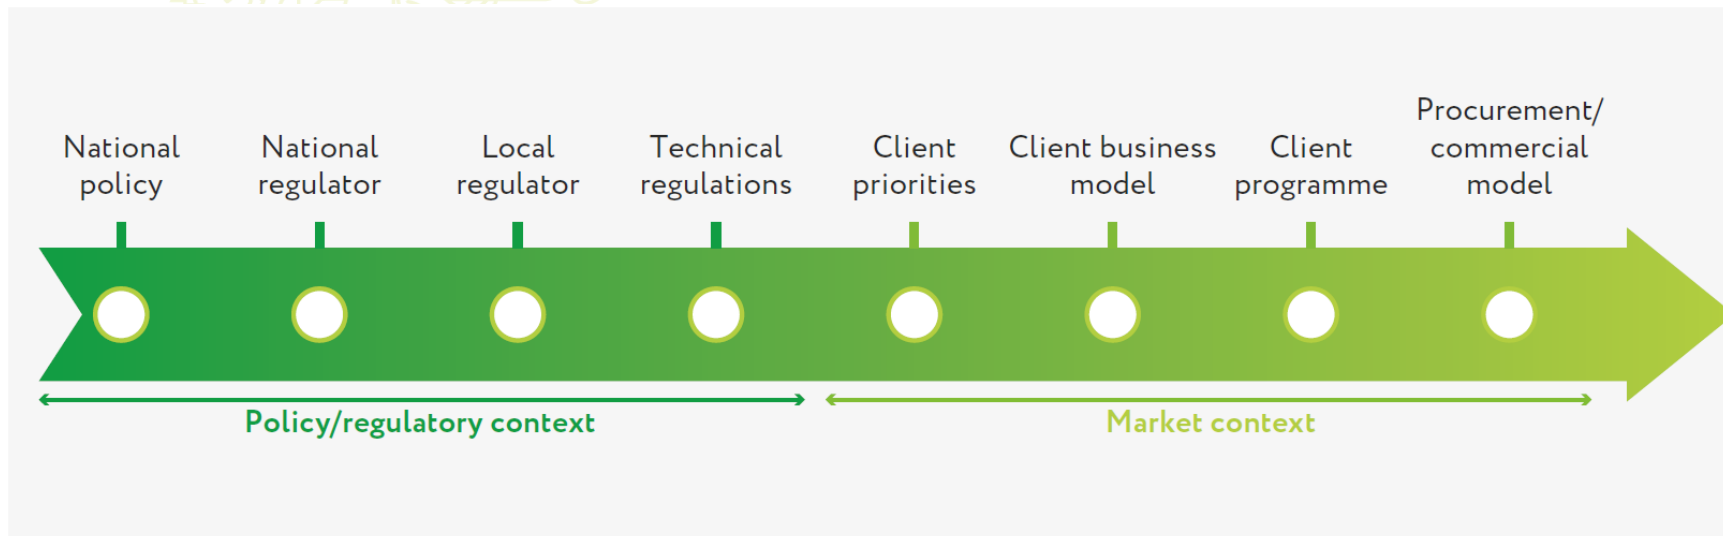 National
policy
National
regulator
Local
regulator
Technical
regulations
Client
priorities
Client business
model
Client
programme
Procurement/
commercial
model
Policy/regulatory context
Market context